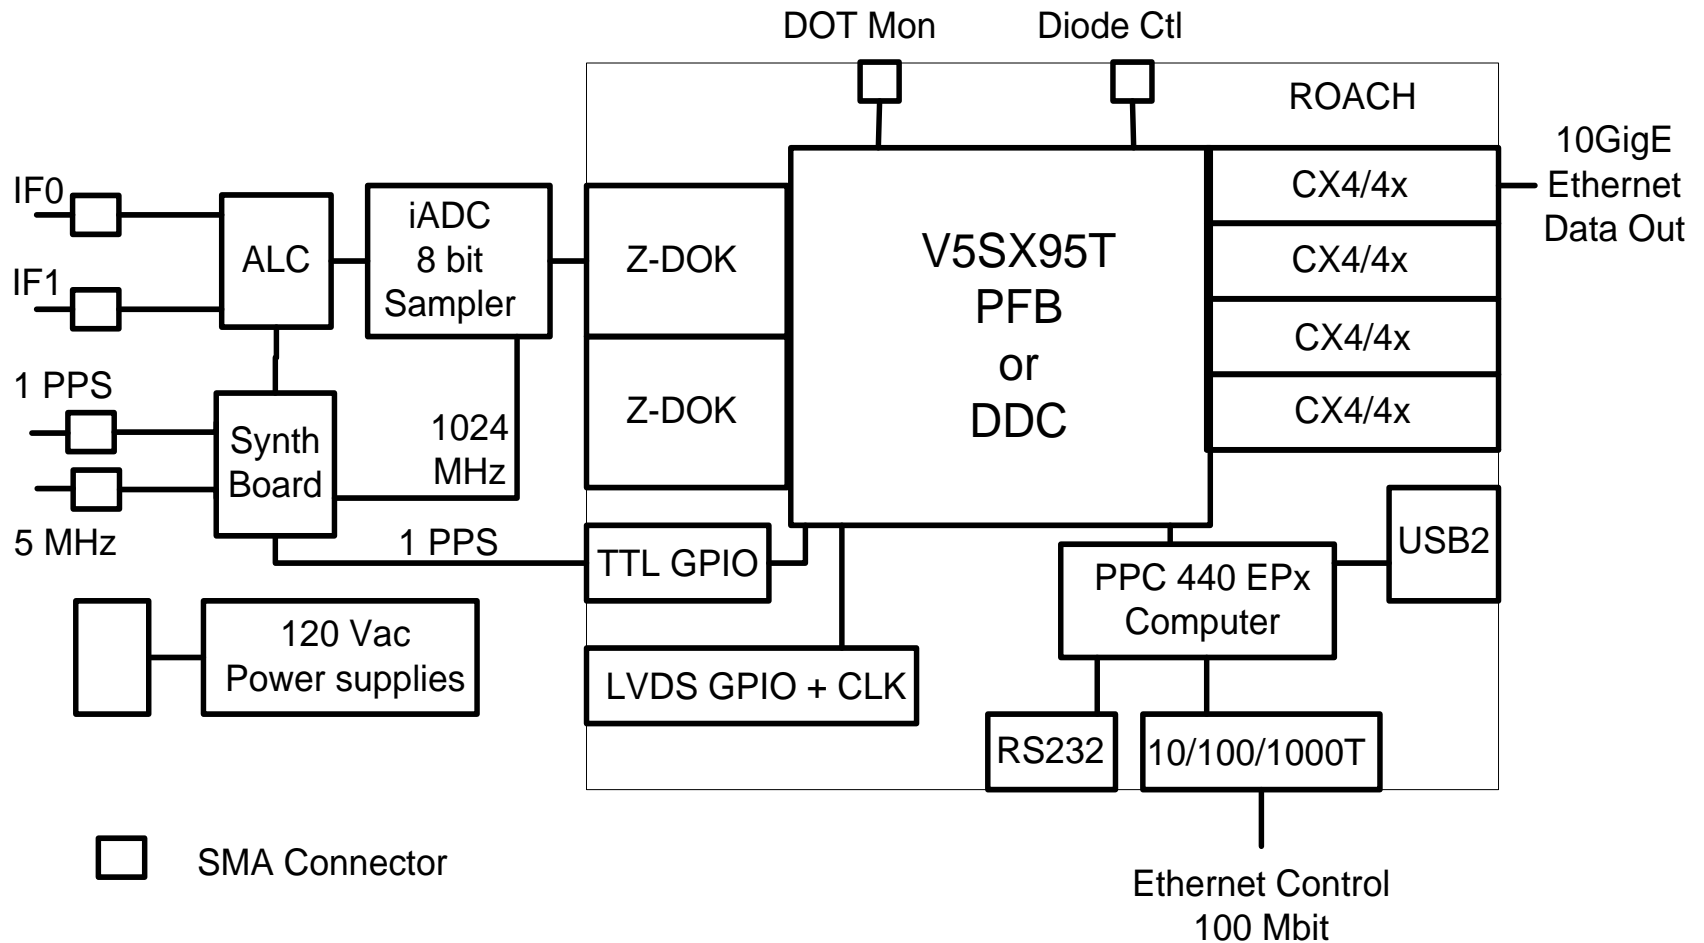 DOT Mon
Diode Ctl
ROACH
10GigE
Ethernet
Data Out
IF0
IF1
ALC
iADC
8 bit
Sampler
Z-DOK
Z-DOK
V5SX95T
PFB
or
DDC
CX4/4x
CX4/4x
CX4/4x
CX4/4x
1 PPS
5 MHz
Synth
Board
1024
MHz
1 PPS
TTL GPIO
LVDS GPIO + CLK
PPC 440 EPx
Computer
USB2
RS232
10/100/1000T
120 Vac
Power supplies
SMA Connector
Ethernet Control
100 Mbit